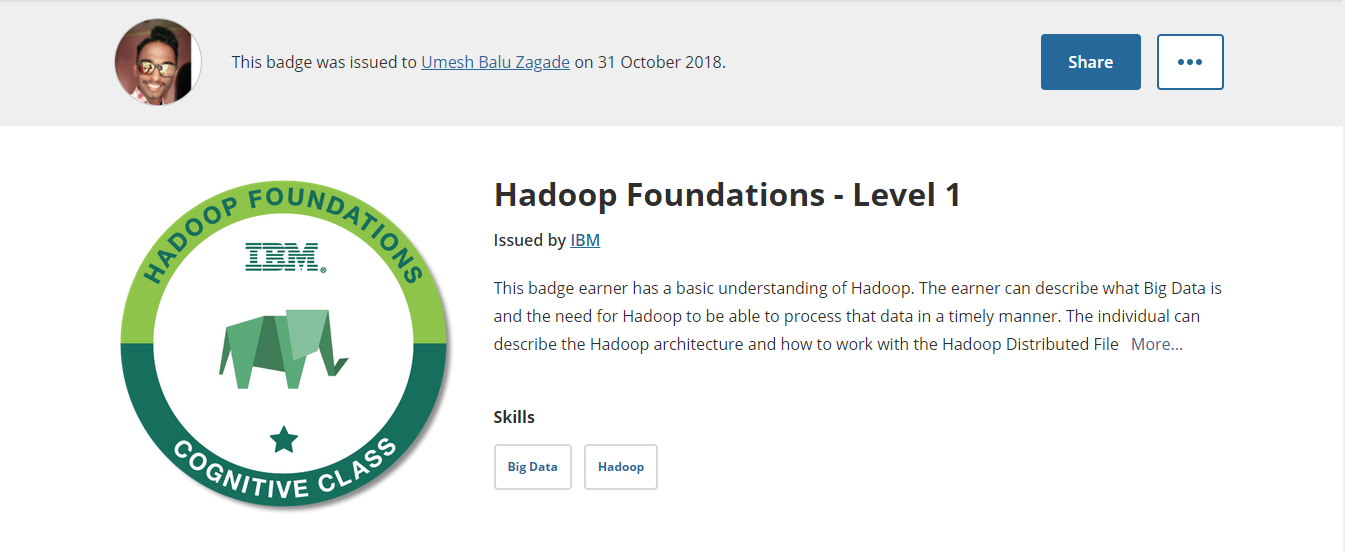 This badge was issued to Umesh Balu Zagade on 31 October 2018.
Share
HADOOP FOUNDATIONS
IBM®
COGNITIVE CLASS
Hadoop Foundations - Level 1
Issued by IBM
This badge earner has a basic understanding of Hadoop. The earner can describe what Big Data is
and the need for Hadoop to be able to process that data in a timely manner. The individual can
describe the Hadoop architecture and how to work with the Hadoop Distributed File More...
Skills
Big Data
Hadoop